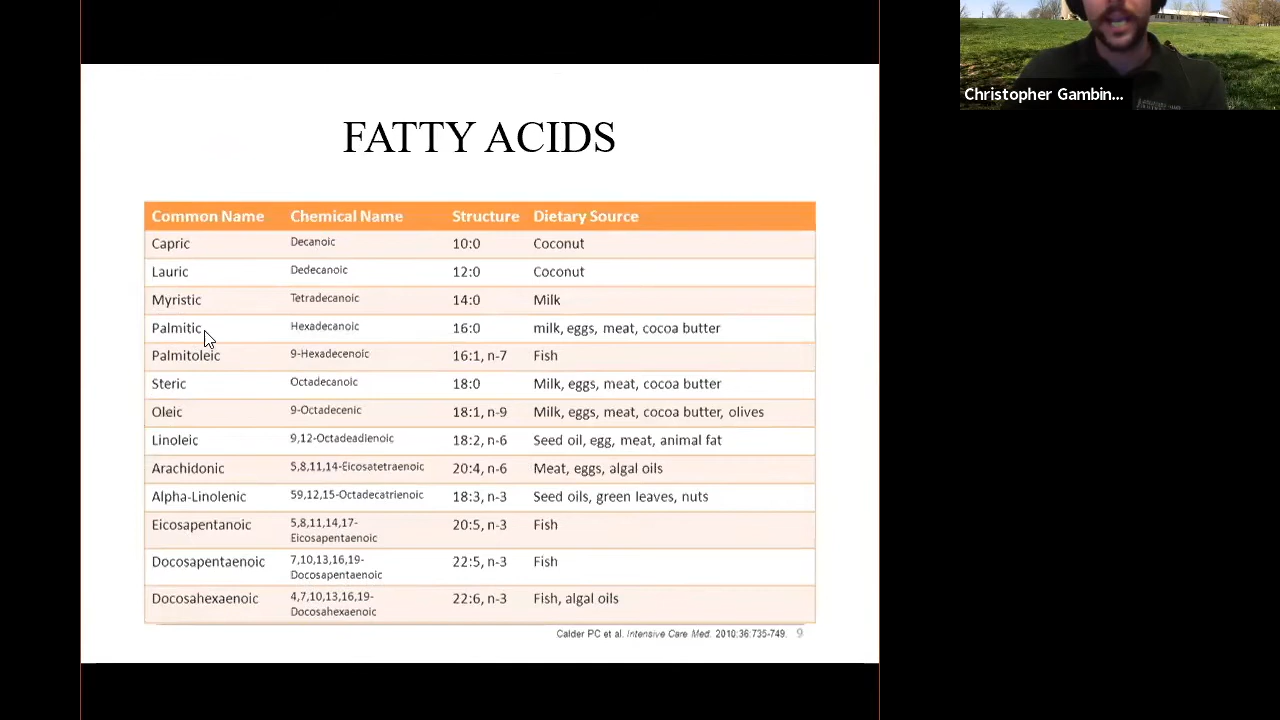 Christopher Gambin...
FATTY ACIDS
Common Name Chemical Name Structure Dietary Source
Capric Decanoic 10:0 Coconut
Lauric Dedecanoic 12:0 Coconut
Myristic Tetradecanoic 14:0 Milk
Palmitic Hexadecanoic 16:0 milk, eggs, meat, cocoa butter
Palmitoleic 9-Hexadecenoic 16:1, n-7 Fish
Steric Octadecanoic 18:0 Milk, eggs, meat, cocoa butter
Oleic 9-Octadecenic 18:1, n-9 Milk, eggs, meat, cocoa butter, olives
Linoleic 9,12-Octadeadienoic 18:2, n-6 Seed oil, egg, meat, animal fat
Arachidonic 5,8,11,14-Eicosatetraenoic 20:4, n-6 Meat, eggs, algal oils
Alpha-Linolenic 59,12,15-Octadecatrienoic 18:3, n-3 Seed oils, green leaves, nuts
Eicosapentanoic 5,8,11,14,17- 20:5, n-3 Fish
Eicosapentaenoic
Docosapentaenoic 7,10,13,16,19- 22:5, n-3 Fish
Docosapentaenoic
Docosahexaenoic 4,7,10,13,16,19- 22:6, n-3 Fish, algal oils
Docosahexaenoic
Calder PC et al. Intensive Care Med. 2010:36:735-749. 9